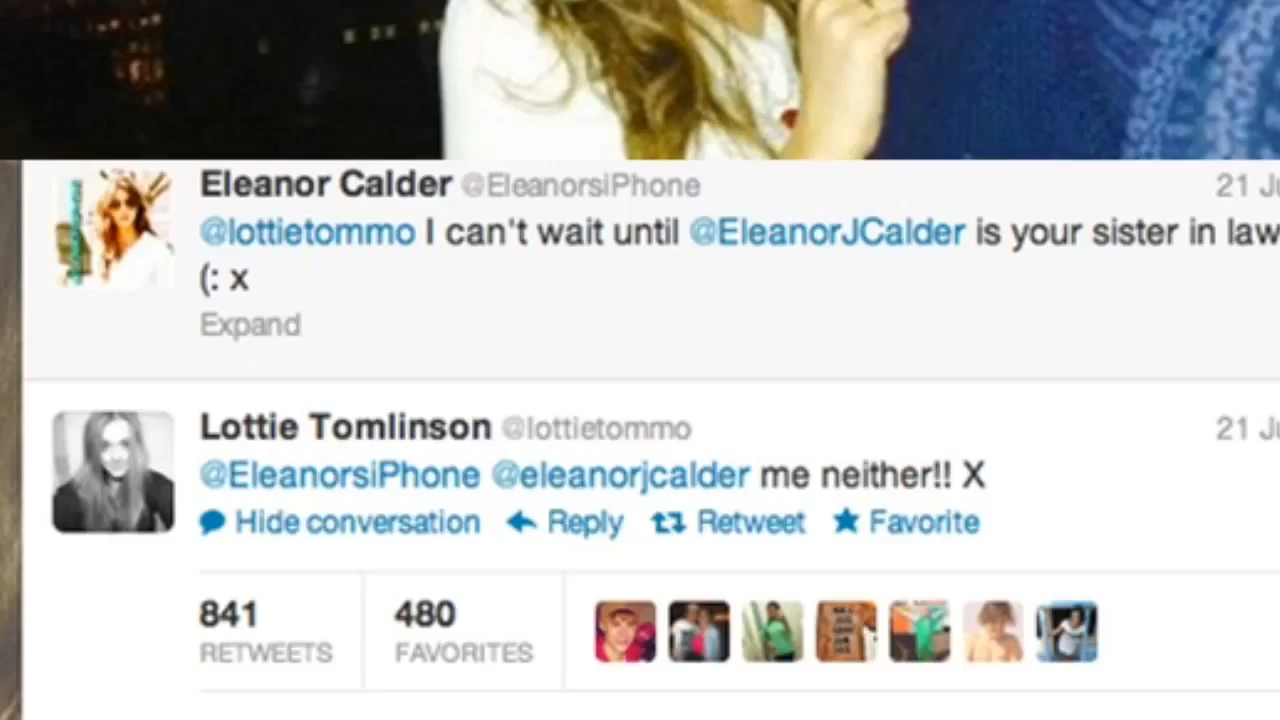 Eleanor Calder @EleanorsiPhone 21 Ju
@lottietommo I can't wait until @EleanorJCalder is your sister in law
(: x
Expand
Lottie Tomlinson @lottietommo 21 Ju
@EleanorsiPhone @eleanorjcalder me neither!! X
Hide conversation Reply Retweet Favorite
841 480
RETWEETS FAVORITES